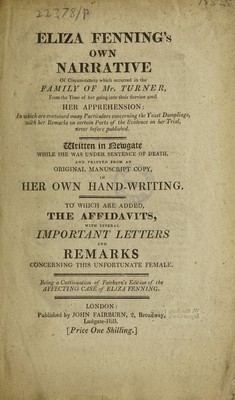 22378/P
ELIZA FENNING's
OWN
NARRATIVE
Of Circumstances which occurred in the
FAMILY OF Mr. TURNER,
From the Time of her going into their Service until
HER APPREHENSION:
In which are contained many Particulars concerning the Yeast Dumplings,
with her Remarks on certain Parts of the Evidence on her Trial,
never before published.
Written in Newgate
WHILE SHE WAS UNDER SENTENCE OF DEATH,
AND PRINTED FROM AN
ORIGINAL MANUSCRIPT COPY,
IN
HER OWN HAND-WRITING.
TO WHICH ARE ADDED,
THE AFFIDAVITS,
WITH SEVERAL
IMPORTANT LETTERS
AND
REMARKS
CONCERNING THIS UNFORTUNATE FEMALE.
Being a Continuation of Fairburn's Edition of the
AFFECTING CASE of ELIZA FENNING.
LONDON:
Published by JOHN FAIRBURN, 2, Broadway,
Ludgate-Hill.
[Price One Shilling.]